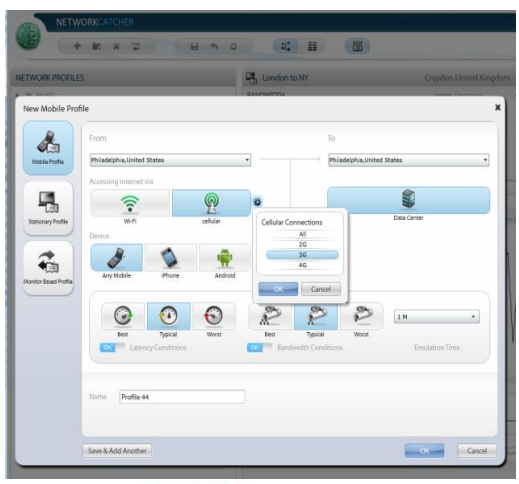 NETWORKCATCHER
NETWORK PROFILES
London to NY
Croydon,United Kingdom -
BANDWIDTH
New Mobile Profile
x
Mobile Profile
Stationary Profile
Monitor Based Profile
From
To
Philadelphia,United States
Philadelphia,United States
Accessing internet via
Wi-Fi
cellular
Data Center
Cellular Connections
All
2G
3G
4G
OK
Cancel
Device
Any Mobile
iPhone
Android
Best
Typical
Worst
Best
Typical
Worst
1 M
On
Latency Conditions
On
Bandwidth Conditions
Emulation Time
Name
Profile 44
Save & Add Another
OK
Cancel